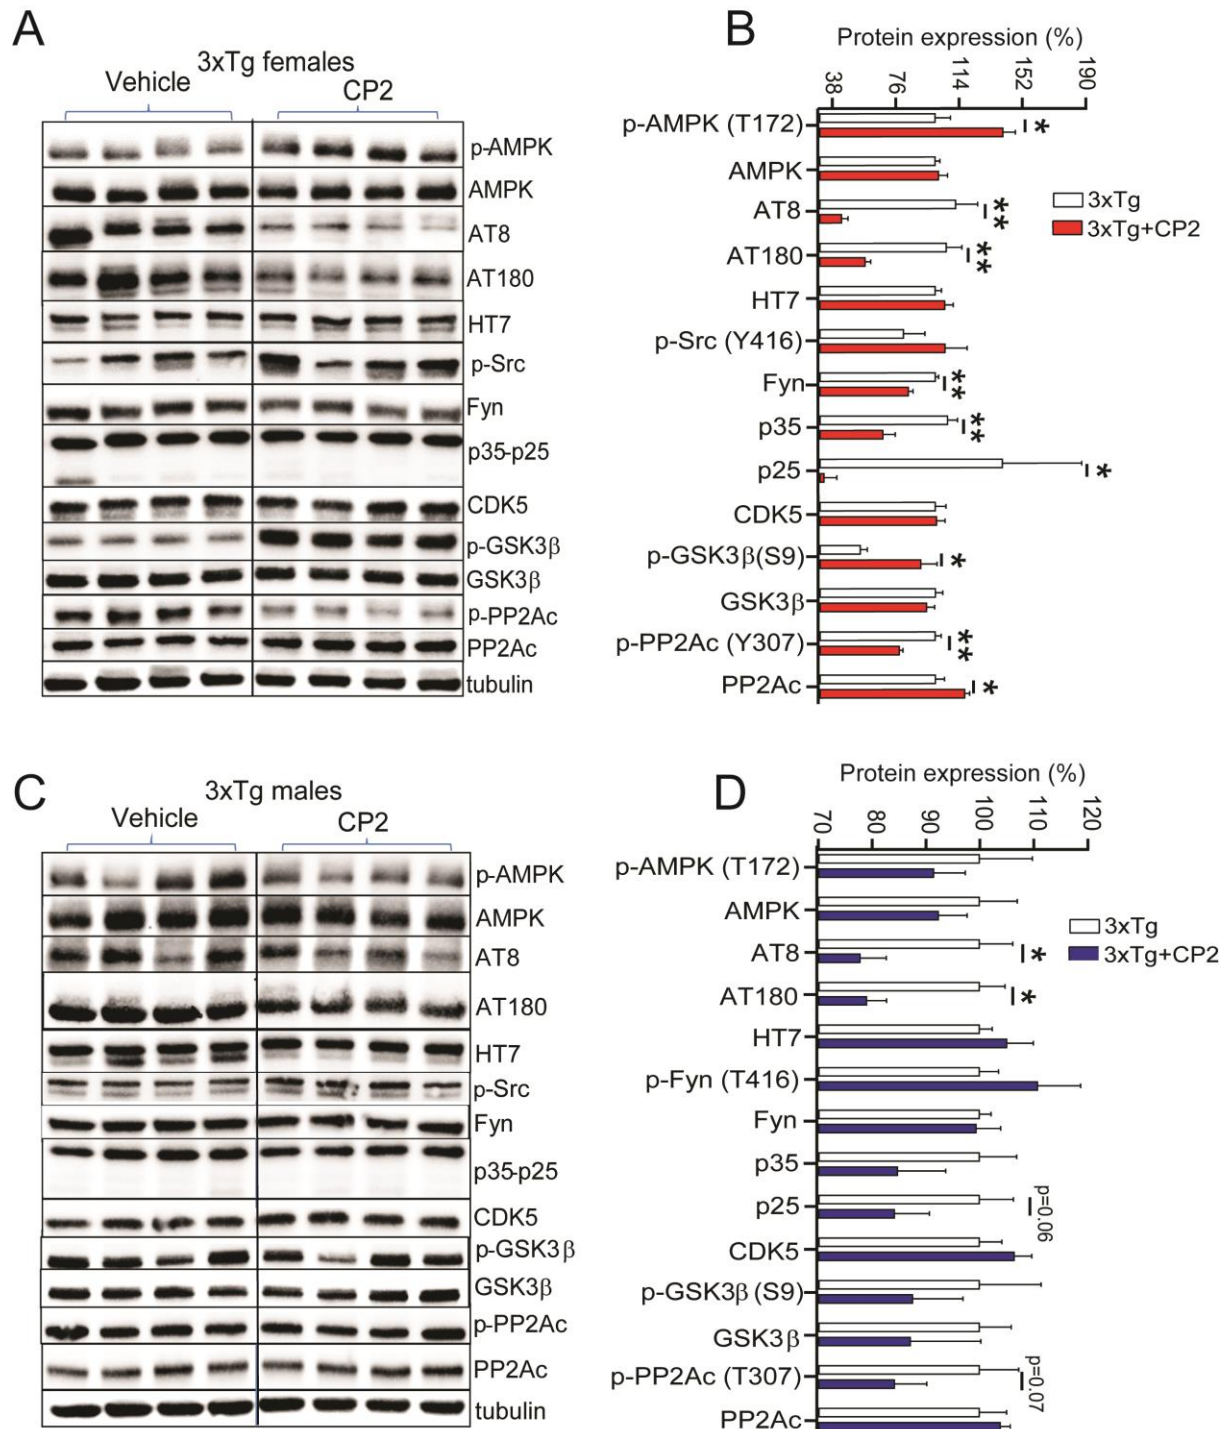 A
3xTg females
Vehicle
CP2
p-AMPK
AMPK
AT8
AT180
HT7
p-Src
Fyn
p35-p25
CDK5
p-GSK3β
GSK3β
p-PP2Ac
PP2Ac
tubulin
B
Protein expression (%)
38
76
114
152
190
p-AMPK (T172)
*
AMPK
AT8
**
AT180
**
HT7
p-Src (Y416)
Fyn
**
p35
**
p25
*
CDK5
p-GSK3β(S9)
*
GSK3β
p-PP2Ac (Y307)
**
PP2Ac
*
3xTg
3xTg+CP2
C
3xTg males
Vehicle
CP2
p-AMPK
AMPK
AT8
AT180
HT7
p-Src
Fyn
p35-p25
CDK5
p-GSK3β
GSK3β
p-PP2Ac
PP2Ac
tubulin
D
Protein expression (%)
70
80
90
100
110
120
p-AMPK (T172)
AMPK
AT8
*
AT180
*
HT7
p-Fyn (T416)
Fyn
p35
p25
p=0.06
CDK5
p-GSK3β (S9)
GSK3β
p-PP2Ac (T307)
p=0.07
PP2Ac
3xTg
3xTg+CP2